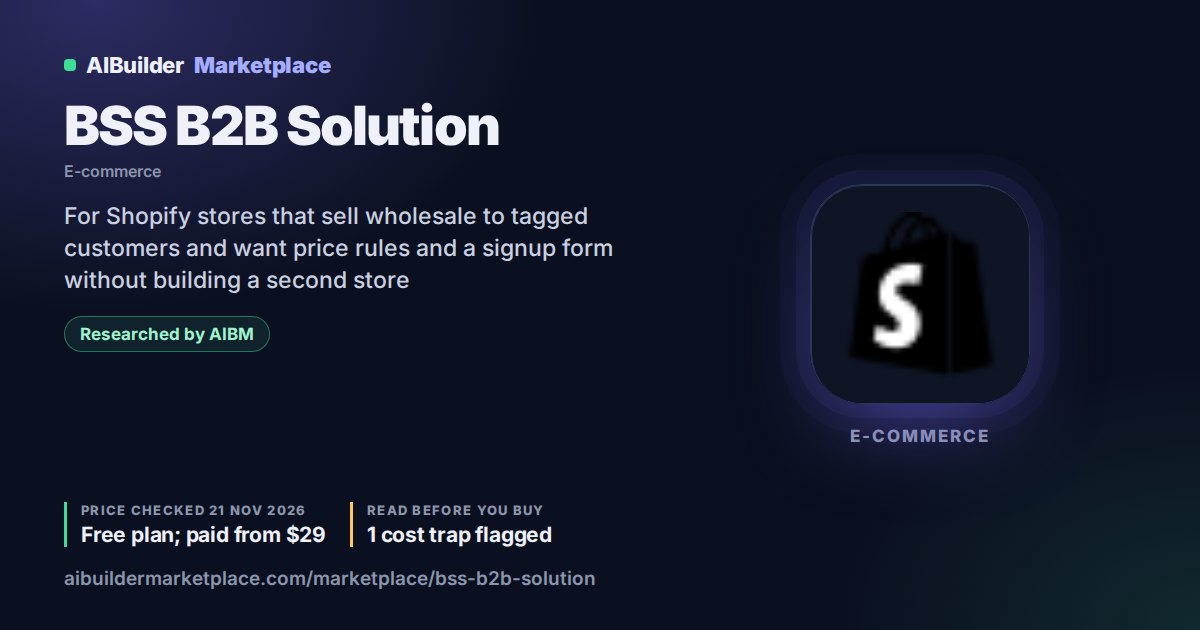 AIBuilder Marketplace
BSS B2B Solution
E-commerce
For Shopify stores that sell wholesale to tagged
customers and want price rules and a signup form
without building a second store
Researched by AIBM
S
E-COMMERCE
PRICE CHECKED 21 NOV 2026
Free plan; paid from $29
READ BEFORE YOU BUY
1 cost trap flagged
aibuildermarketplace.com/marketplace/bss-b2b-solution